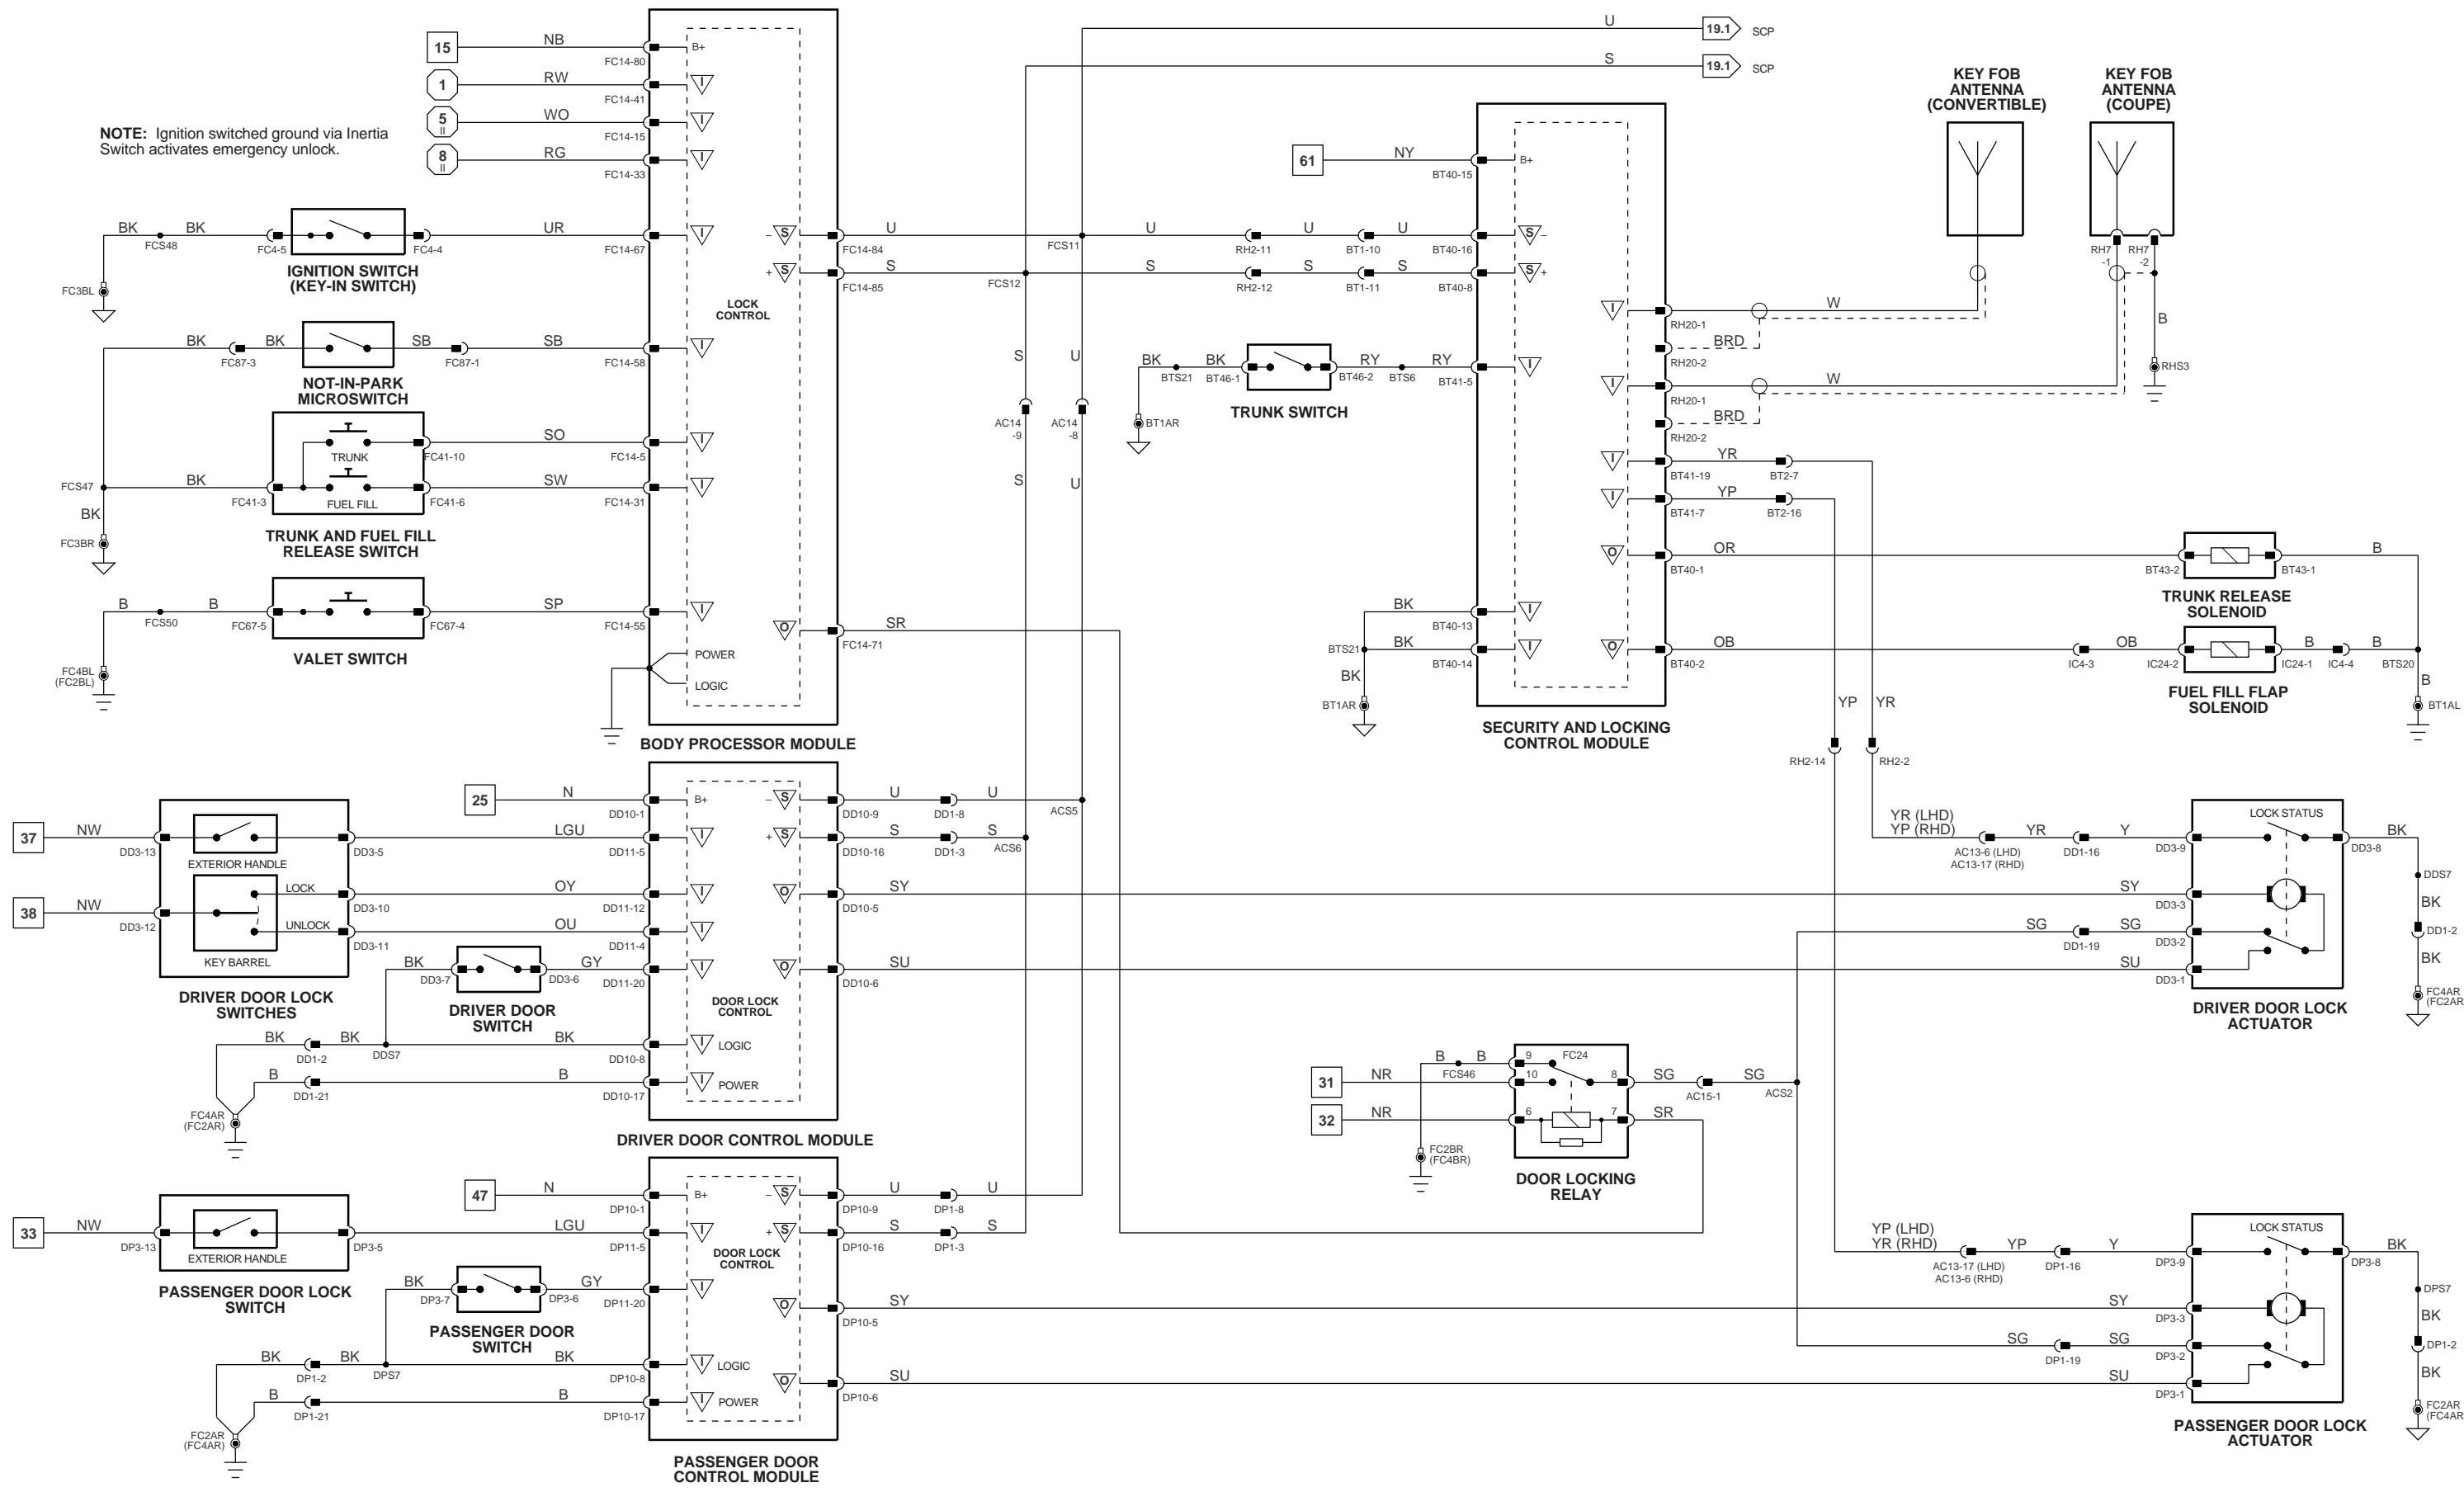 U
19.1
SCP
S
19.1
SCP
15
NB
FC14-80
B+
1
RW
FC14-41
I
5
II
WO
FC14-15
I
8
II
RG
FC14-33
I
NOTE: Ignition switched ground via Inertia
Switch activates emergency unlock.
BK
FCS48
BK
FC4-5
FC4-4
UR
FC14-67
I
IGNITION SWITCH
(KEY-IN SWITCH)
FC3BL
– S
FC14-84
U
FCS11
U
RH2-11
U
BT1-10
U
BT40-16
S –
+ S
FC14-85
S
FCS12
S
RH2-12
S
BT1-11
S
BT40-8
S +
LOCK
CONTROL
BK
FC87-3
BK
SB
FC87-1
SB
FC14-58
I
NOT-IN-PARK
MICROSWITCH
TRUNK
FC41-10
SO
FC14-5
I
FCS47
BK
FC41-3
FUEL FILL
FC41-6
SW
FC14-31
I
BK
FC3BR
TRUNK AND FUEL FILL
RELEASE SWITCH
B
FCS50
B
FC67-5
FC67-4
SP
FC14-55
I
VALET SWITCH
FC4BL
(FC2BL)
O
FC14-71
SR
POWER
LOGIC
BODY PROCESSOR MODULE
S
U
AC14
-9
AC14
-8
S
U
61
NY
BT40-15
B+
KEY FOB
ANTENNA
(CONVERTIBLE)
KEY FOB
ANTENNA
(COUPE)
RH7
-1
RH7
-2
B
RHS3
I
RH20-1
W
BRD
RH20-2
I
RH20-1
W
BRD
RH20-2
BK
BTS21
BK
BT46-1
BT46-2
RY
BTS6
RY
BT41-5
I
TRUNK SWITCH
BT1AR
I
BT41-19
YR
BT2-7
I
BT41-7
YP
BT2-16
O
BT40-1
OR
BT43-2
BT43-1
B
TRUNK RELEASE
SOLENOID
BK
BT40-13
I
BTS21
BK
BT40-14
I
BK
BT1AR
O
BT40-2
OB
IC4-3
OB
IC24-2
IC24-1
B
IC4-4
B
BTS20
B
BT1AL
FUEL FILL FLAP
SOLENOID
SECURITY AND LOCKING
CONTROL MODULE
YP
YR
RH2-14
RH2-2
25
N
DD10-1
B+
– S
DD10-9
U
DD1-8
U
ACS5
37
NW
DD3-13
EXTERIOR HANDLE
DD3-5
LGU
DD11-5
I
+ S
DD10-16
S
DD1-3
S
ACS6
38
NW
DD3-12
LOCK
DD3-10
OY
DD11-12
I
O
DD10-5
SY
UNLOCK
DD3-11
OU
DD11-4
I
KEY BARREL
DRIVER DOOR LOCK
SWITCHES
BK
DD3-7
DD3-6
GY
DD11-20
I
O
DD10-6
SU
DRIVER DOOR
SWITCH
DOOR LOCK
CONTROL
BK
DD1-2
BK
DDS7
BK
DD10-8
I
LOGIC
B
DD1-21
B
DD10-17
I
POWER
FC4AR
(FC2AR)
DRIVER DOOR CONTROL MODULE
YR (LHD)
YP (RHD)
AC13-6 (LHD)
AC13-17 (RHD)
YR
DD1-16
Y
DD3-9
LOCK STATUS
DD3-8
BK
DDS7
BK
DD1-2
BK
FC4AR
(FC2AR
SY
DD3-3
SG
DD1-19
SG
DD3-2
SU
DD3-1
DRIVER DOOR LOCK
ACTUATOR
B
FCS46
B
9
FC24
31
NR
10
8
SG
AC15-1
SG
ACS2
32
NR
6
7
SR
FC2BR
(FC4BR)
DOOR LOCKING
RELAY
47
N
DP10-1
B+
– S
DP10-9
U
DP1-8
U
33
NW
DP3-13
EXTERIOR HANDLE
DP3-5
LGU
DP11-5
I
+ S
DP10-16
S
DP1-3
S
DOOR LOCK
CONTROL
PASSENGER DOOR LOCK
SWITCH
BK
DP3-7
DP3-6
GY
DP11-20
I
O
DP10-5
SY
PASSENGER DOOR
SWITCH
BK
DP1-2
BK
DPS7
BK
DP10-8
I
LOGIC
O
DP10-6
SU
B
DP1-21
B
DP10-17
I
POWER
FC2AR
(FC4AR)
PASSENGER DOOR
CONTROL MODULE
YP (LHD)
YR (RHD)
AC13-17 (LHD)
AC13-6 (RHD)
YP
DP1-16
Y
DP3-9
LOCK STATUS
DP3-8
BK
DPS7
BK
DP1-2
BK
FC2AR
(FC4AR
SY
DP3-3
SG
DP1-19
SG
DP3-2
SU
DP3-1
PASSENGER DOOR LOCK
ACTUATOR